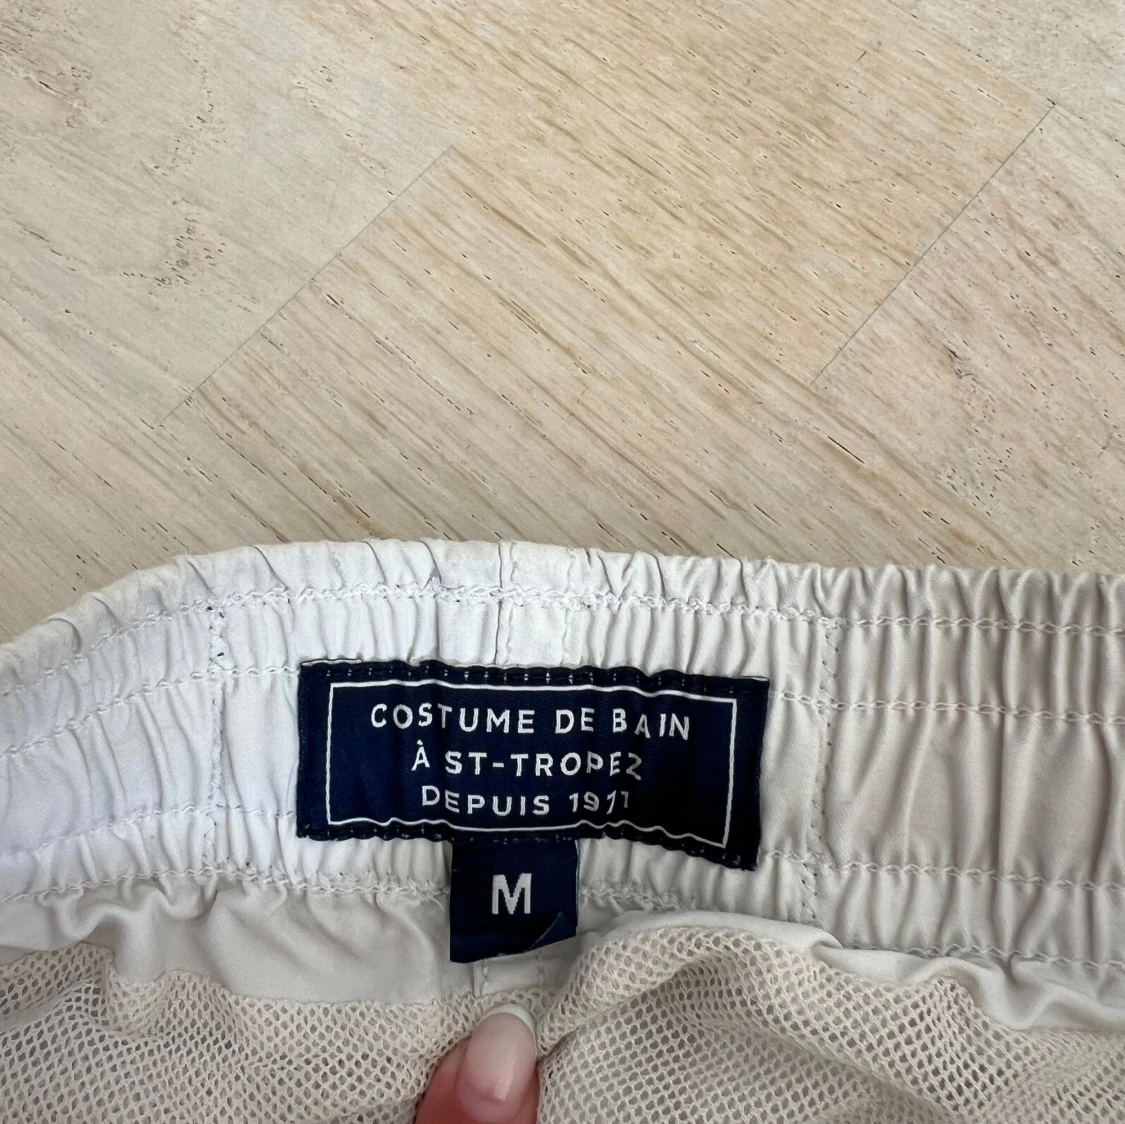 COSTUME DE BAIN
À ST-TROPEZ
DEPUIS 1971
M